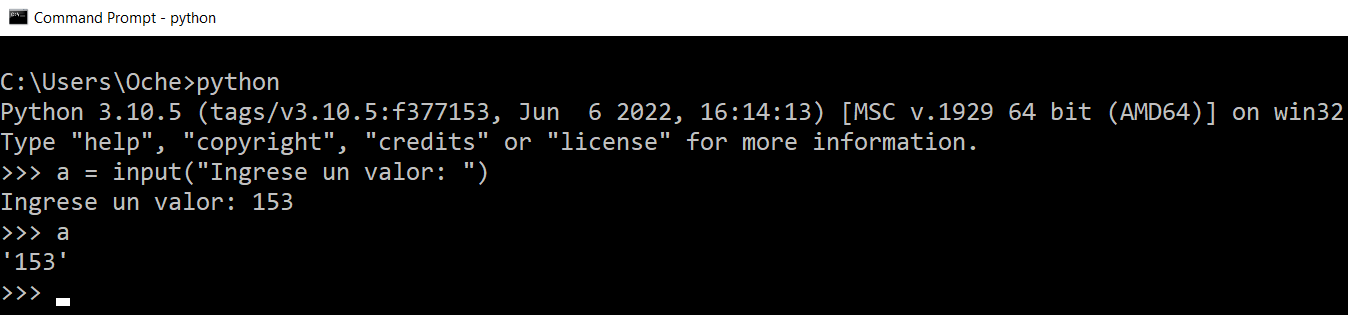 Command Prompt - python
C:\Users\Oche>python
Python 3.10.5 (tags/v3.10.5:f377153, Jun  6 2022, 16:14:13) [MSC v.1929 64 bit (AMD64)] on win32
Type "help", "copyright", "credits" or "license" for more information.
>>> a = input("Ingrese un valor: ")
Ingrese un valor: 153
>>> a
'153'
>>>